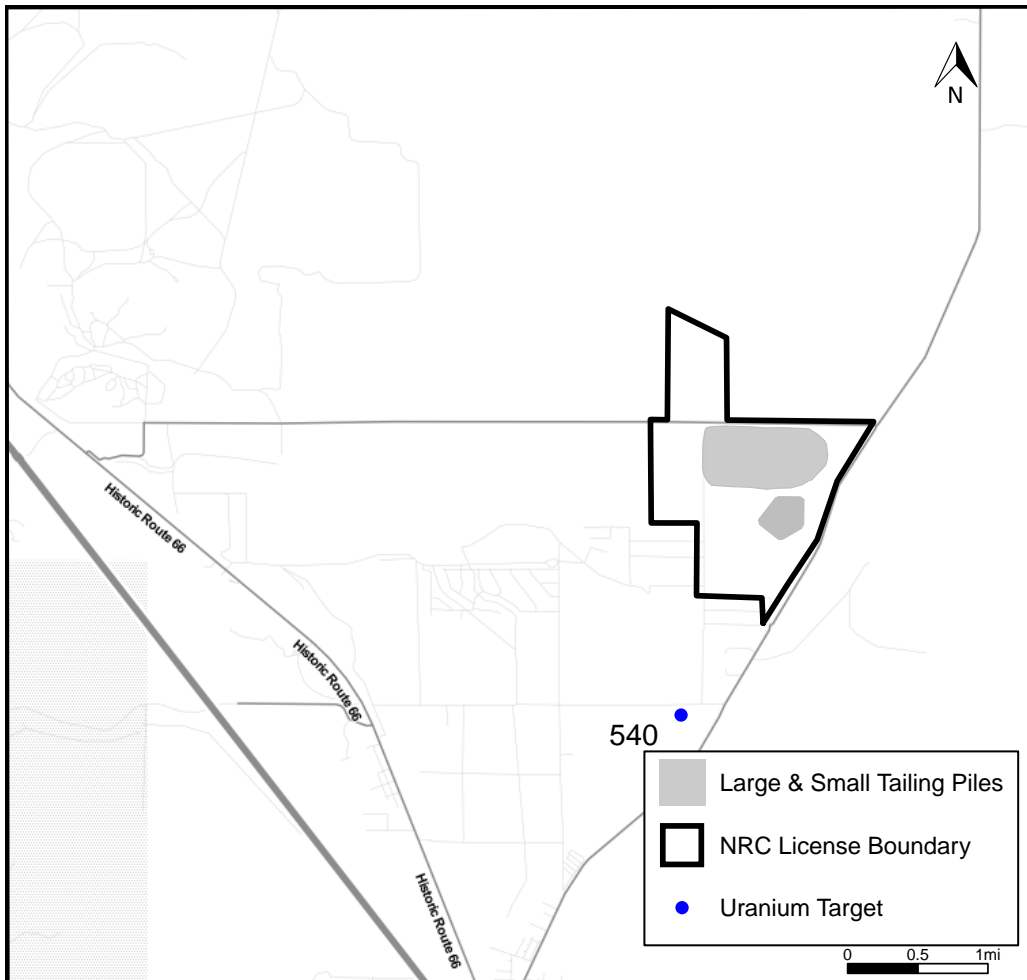 N
Historic Route 66
Historic Route 66
540
Large & Small Tailing Piles
NRC License Boundary
Uranium Target
Historic Route 66
0 0.5 1mi